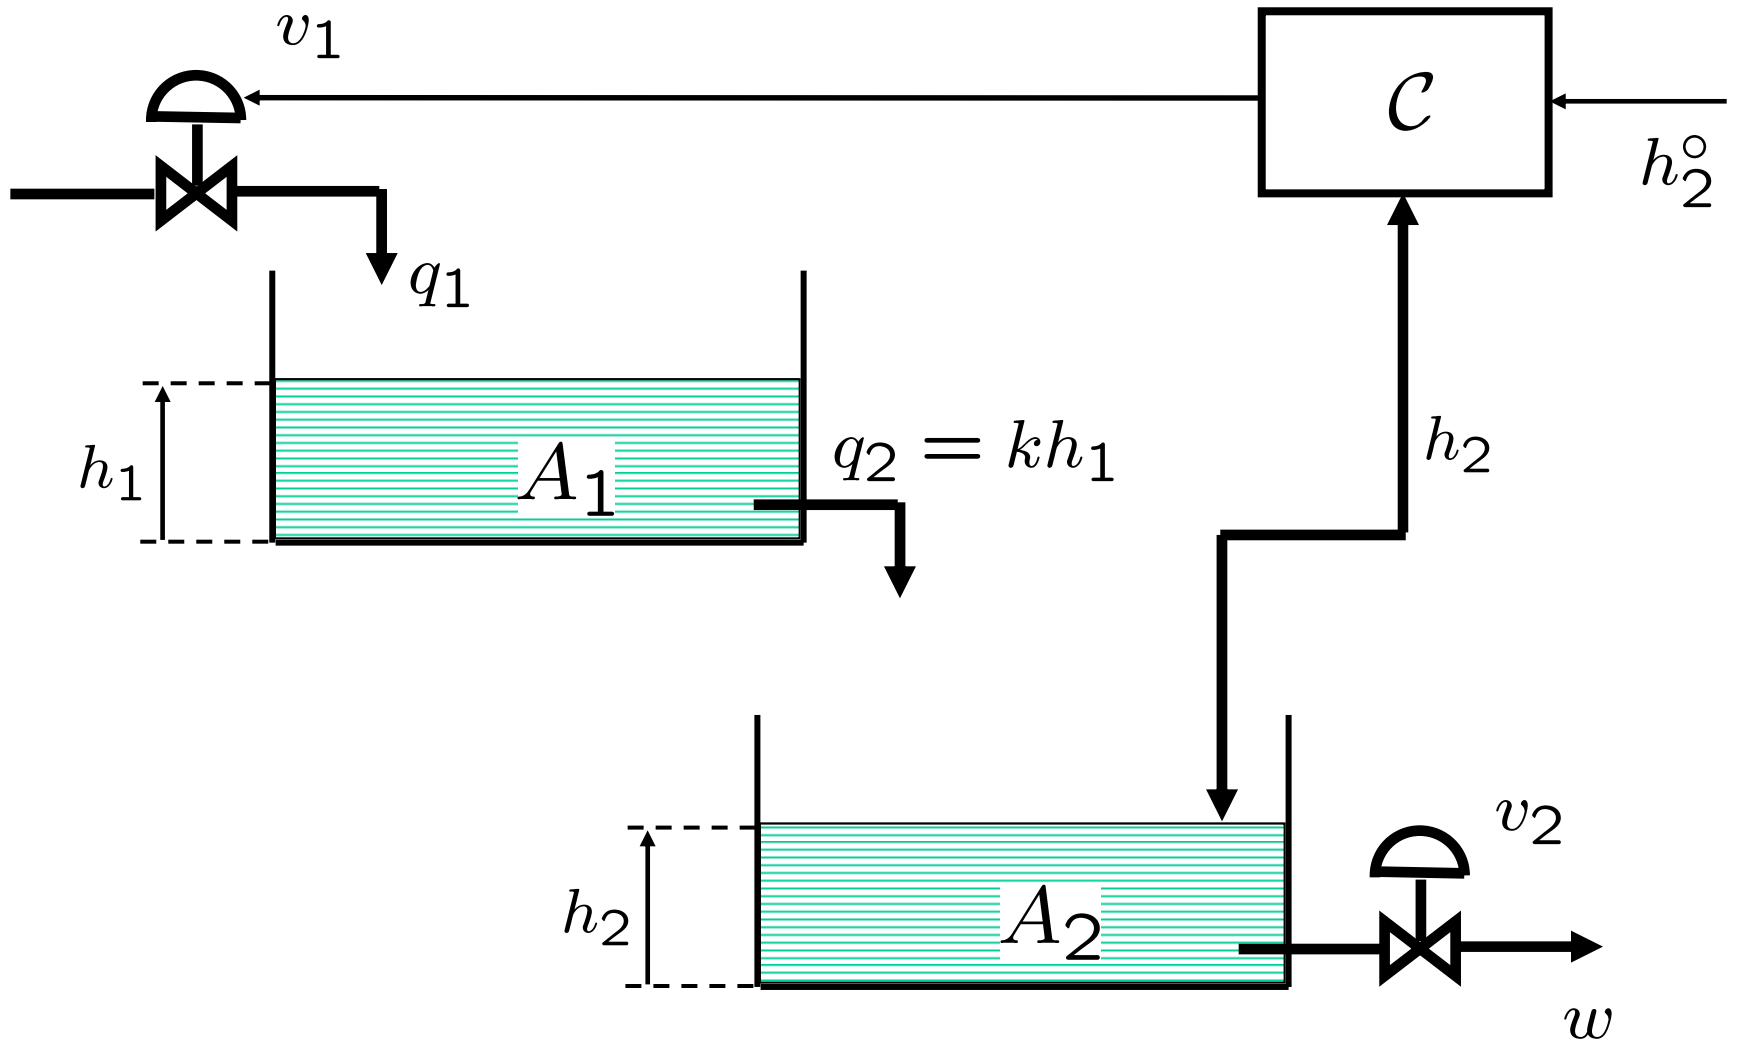 v₁
𝒞
h₂°
q₁
h₁
A₁
q₂ = kh₁
h₂
v₂
h₂
A₂
w